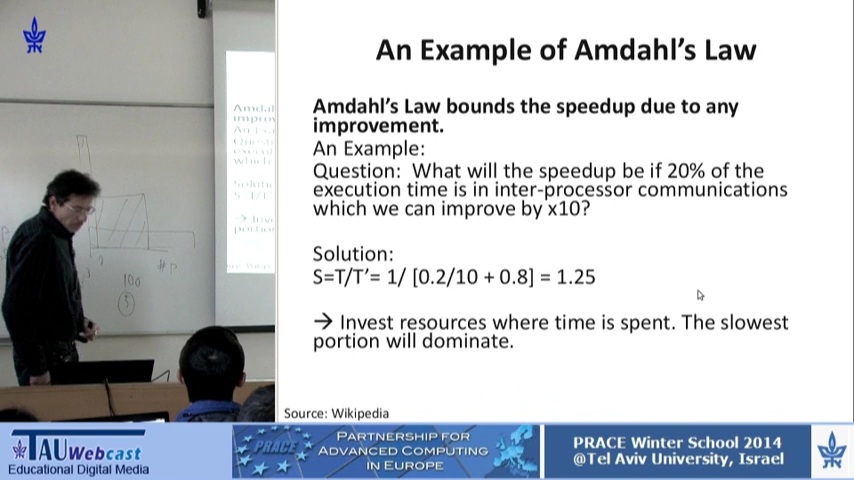 An Example of Amdahl's Law
Amdahl's Law bounds the speedup due to any
improvement.
An Example:
Question: What will the speedup be if 20% of the
execution time is in inter-processor communications
which we can improve by x10?
Solution:
S=T/T'= 1/ [0.2/10 + 0.8] = 1.25
→ Invest resources where time is spent. The slowest
portion will dominate.
Source: Wikipedia
100
5
# P
TAU Webcast
Educational Digital Media
PRACE
PARTNERSHIP FOR
ADVANCED COMPUTING
IN EUROPE
PRACE Winter School 2014
@Tel Aviv University, Israel